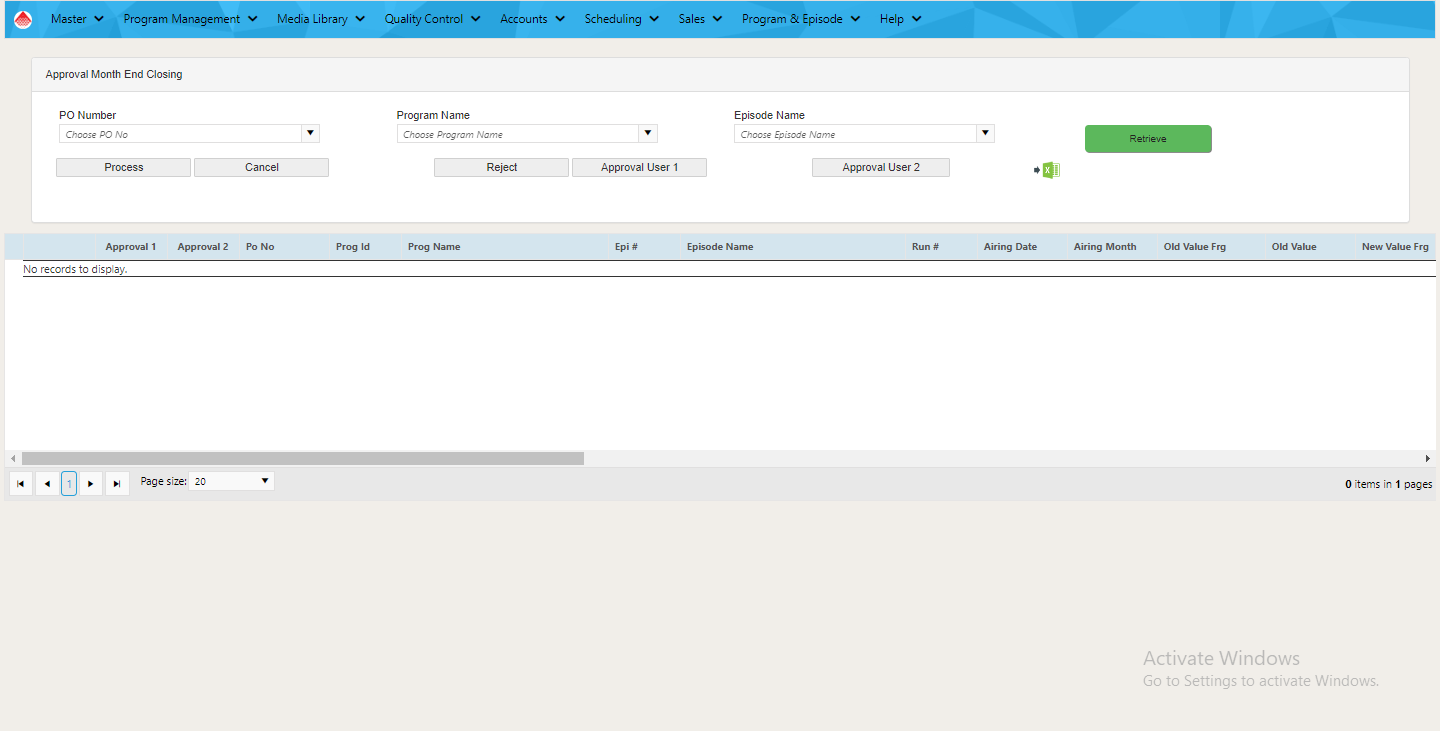 Master Program Management Media Library Quality Control Accounts Scheduling Sales Program & Episode Help
Approval Month End Closing
PO Number Program Name Episode Name
Choose PO No Choose Program Name Choose Episode Name Retrieve
Process Cancel Reject Approval User 1 Approval User 2
Approval 1 Approval 2 Po No Prog Id Prog Name Epi # Episode Name Run # Airing Date Airing Month Old Value Frg Old Value New Value Frg
No records to display.
1 Page size: 20 0 items in 1 pages
Activate Windows
Go to Settings to activate Windows.